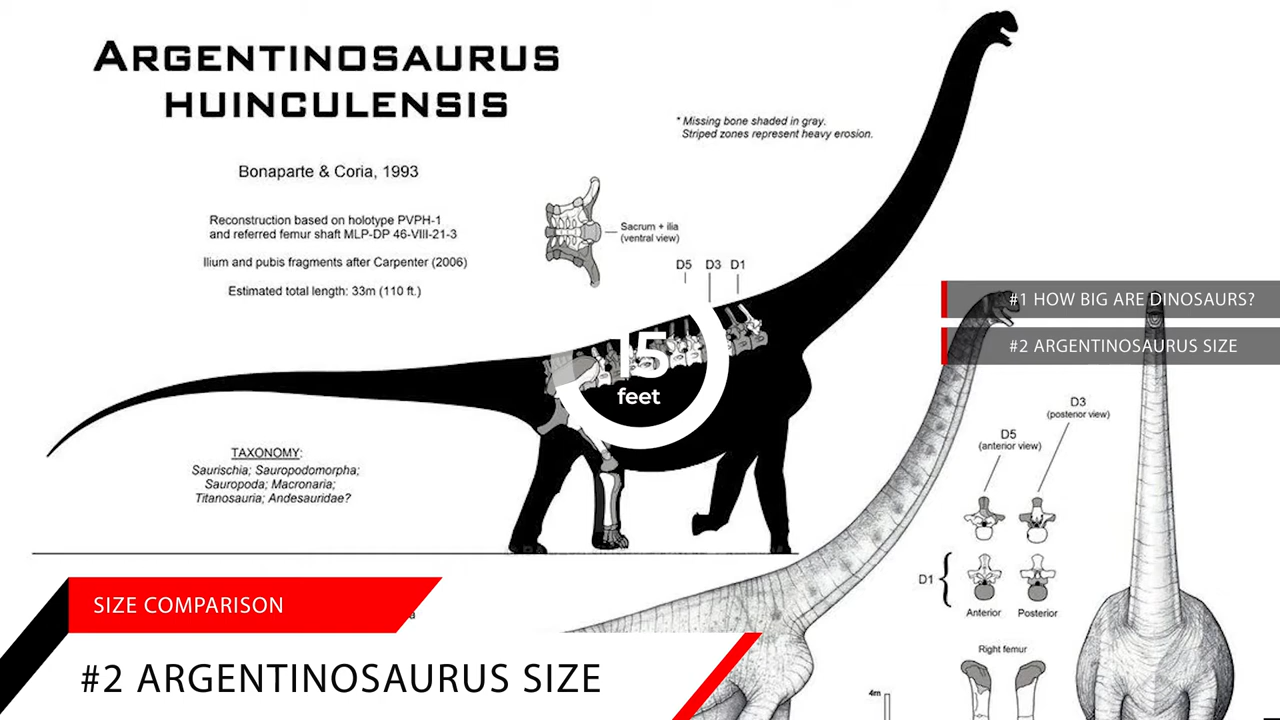 ARGENTINOSAURUS
HUINCULENSIS
Bonaparte & Coria, 1993
* Missing bone shaded in gray.
Striped zones represent heavy erosion.
Reconstruction based on holotype PVPH-1
and referred femur shaft MLP-DP 46-VIII-21-3
Ilium and pubis fragments after Carpenter (2006)
Estimated total length: 33m (110 ft.)
Sacrum + ilia
(ventral view)
D5 D3 D1
#1 HOW BIG ARE DINOSAURS?
#2 ARGENTINOSAURUS SIZE
15
feet
D3
(posterior view)
D5
(anterior view)
TAXONOMY:
Saurischia; Sauropodomorpha;
Sauropoda; Macronaria;
Titanosauria; Andesauridae?
D1
Anterior Posterior
Right femur
4m
SIZE COMPARISON
#2 ARGENTINOSAURUS SIZE